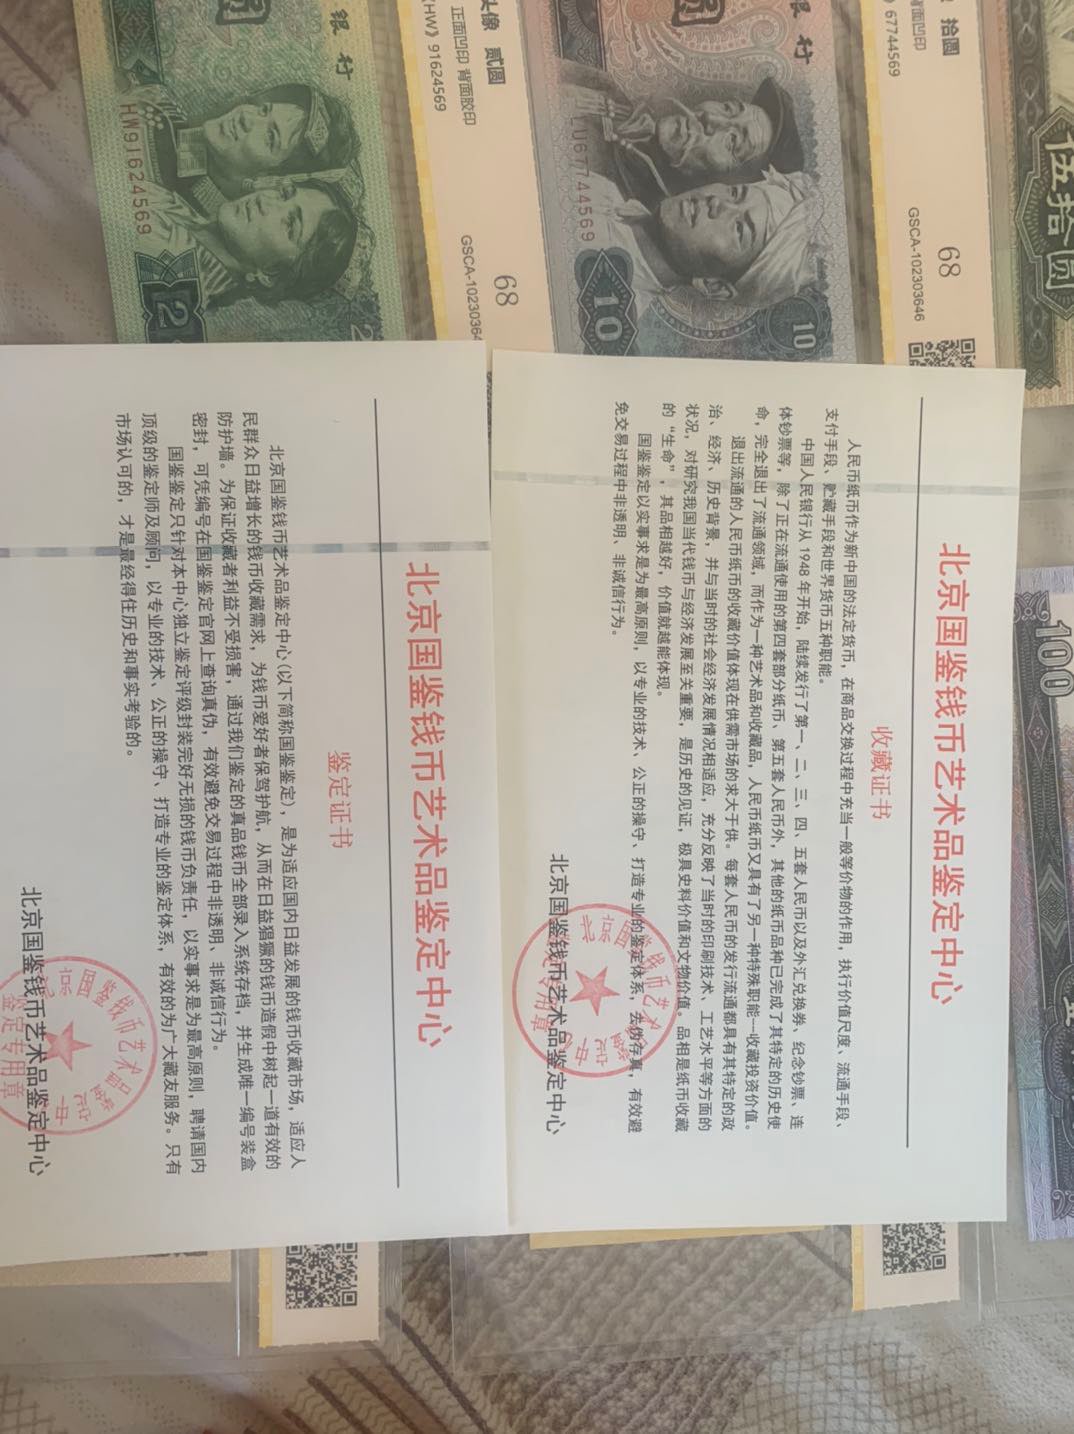 银行
HW91624569
2
头像 贰圆
正面凹印 背面胶印
《HW》91624569
68
GSCA-10230364
银行
UU67744569
10
10
拾圆
背面凹印
67744569
68
GSCA-102303646
伍拾圆
100
北京国鉴钱币艺术品鉴定中心
收藏证书
人民币纸币作为新中国的法定货币，在商品交换过程中充当一般等价物的作用，执行价值尺度、流通手段、
支付手段、贮藏手段和世界货币五种职能。
中国人民银行从 1948 年开始，陆续发行了第一、二、三、四、五套人民币以及外汇兑换券、纪念钞票、连
体钞票等，除了正在流通使用的第四套部分纸币、第五套人民币外，其他的纸币品种已完成了其特定的历史使
命，完全退出了流通领域，而作为一种艺术品和收藏品，人民币纸币又具有了另一种特殊职能—收藏投资价值。
退出流通的人民币纸币的收藏价值体现在供需市场的求大于供。每套人民币的发行流通都具有其特定的政
治、经济、历史背景，并与当时的社会经济发展情况相适应，充分反映了当时的印刷技术、工艺水平等方面的
状况，对研究我国当代钱币与经济发展至关重要，是历史的见证，极具史料价值和文物价值。品相是纸币收藏
的“生命”，其品相越好，价值就越能体现。
国鉴鉴定以实事求是为最高原则，以专业的技术、公正的操守、打造专业的鉴定体系，去伪存真，有效避
免交易过程中非透明、非诚信行为。
北京国鉴钱币艺术品鉴定中心
北京国鉴钱币艺术品鉴定中心
鉴定证书
北京国鉴钱币艺术品鉴定中心(以下简称国鉴鉴定)，是为适应国内日益发展的钱币收藏市场，适应人
民群众日益增长的钱币收藏需求，为钱币爱好者保驾护航，从而在日益猖獗的钱币造假中树起一道有效的
防护墙。为保证收藏者利益不受损害，通过我们鉴定的真品钱币全部录入系统存档，并生成唯一编号装盒
密封，可凭编号在国鉴鉴定官网上查询真伪，有效避免交易过程中非透明、非诚信行为。
国鉴鉴定只针对本中心独立鉴定评级封装完好无损的钱币负责任，以实事求是为最高原则，聘请国内
顶级的鉴定师及顾问，以专业的技术、公正的操守、打造专业的鉴定体系，有效的为广大藏友服务。只有
市场认可的，才是最经得住历史和事实考验的。
北京国鉴钱币艺术品鉴定中心
鉴定专用章